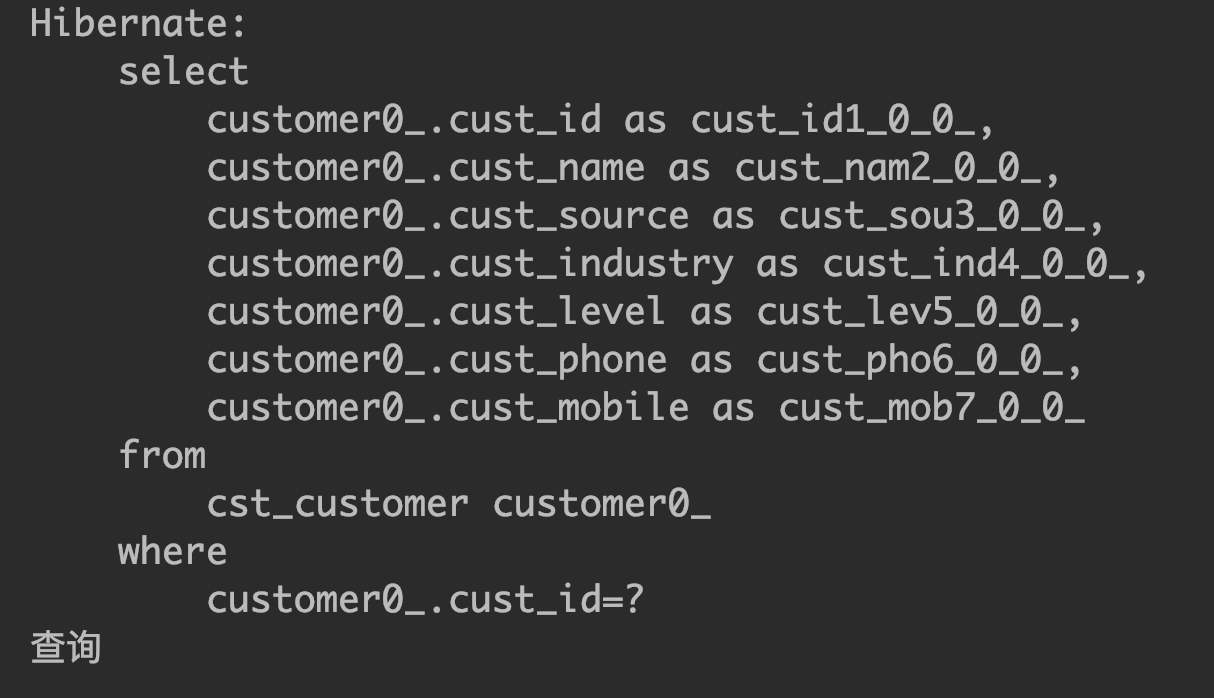 Hibernate:
    select
        customer0_.cust_id as cust_id1_0_0_,
        customer0_.cust_name as cust_nam2_0_0_,
        customer0_.cust_source as cust_sou3_0_0_,
        customer0_.cust_industry as cust_ind4_0_0_,
        customer0_.cust_level as cust_lev5_0_0_,
        customer0_.cust_phone as cust_pho6_0_0_,
        customer0_.cust_mobile as cust_mob7_0_0_
    from
        cst_customer customer0_
    where
        customer0_.cust_id=?
查询